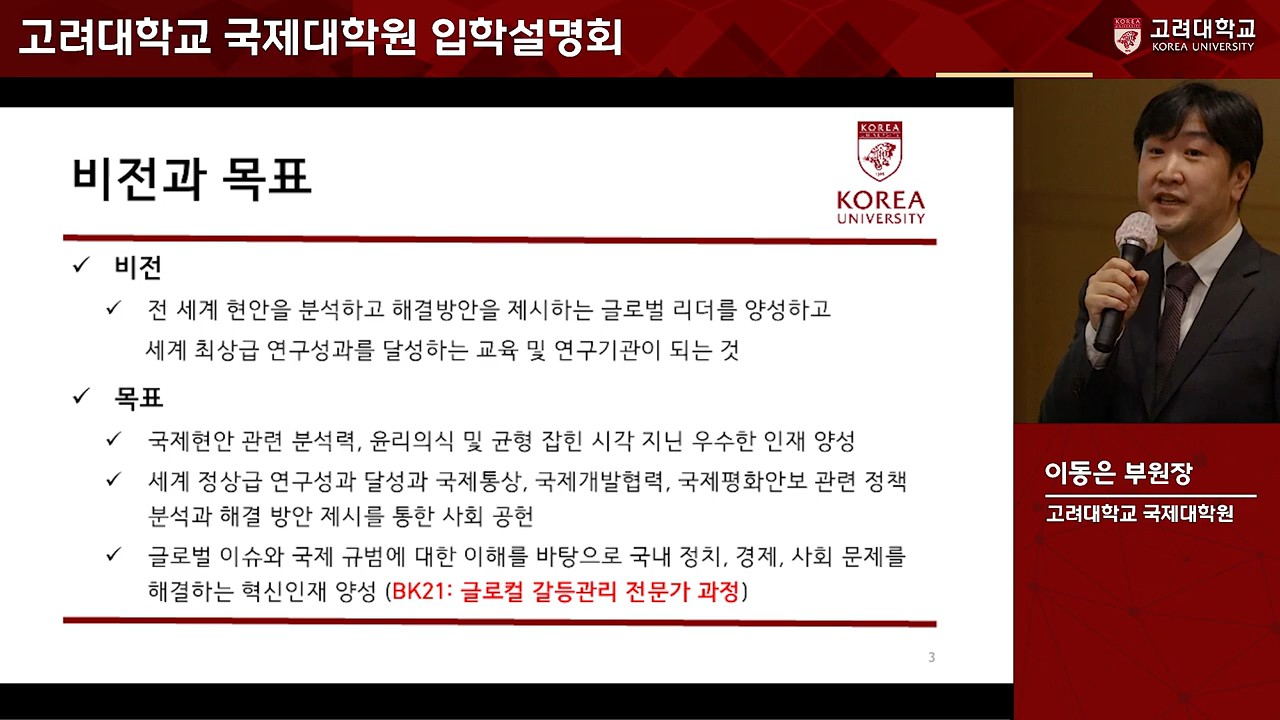 고려대학교 국제대학원 입학설명회
KOREA
고려대학교
KOREA UNIVERSITY
비전과 목표
KOREA
KOREA
UNIVERSITY
✓ 비전
✓ 전 세계 현안을 분석하고 해결방안을 제시하는 글로벌 리더를 양성하고
세계 최상급 연구성과를 달성하는 교육 및 연구기관이 되는 것
✓ 목표
✓ 국제현안 관련 분석력, 윤리의식 및 균형 잡힌 시각 지닌 우수한 인재 양성
✓ 세계 정상급 연구성과 달성과 국제통상, 국제개발협력, 국제평화안보 관련 정책
분석과 해결 방안 제시를 통한 사회 공헌
✓ 글로벌 이슈와 국제 규범에 대한 이해를 바탕으로 국내 정치, 경제, 사회 문제를
해결하는 혁신인재 양성 (BK21: 글로컬 갈등관리 전문가 과정)
3
이동은 부원장
고려대학교 국제대학원